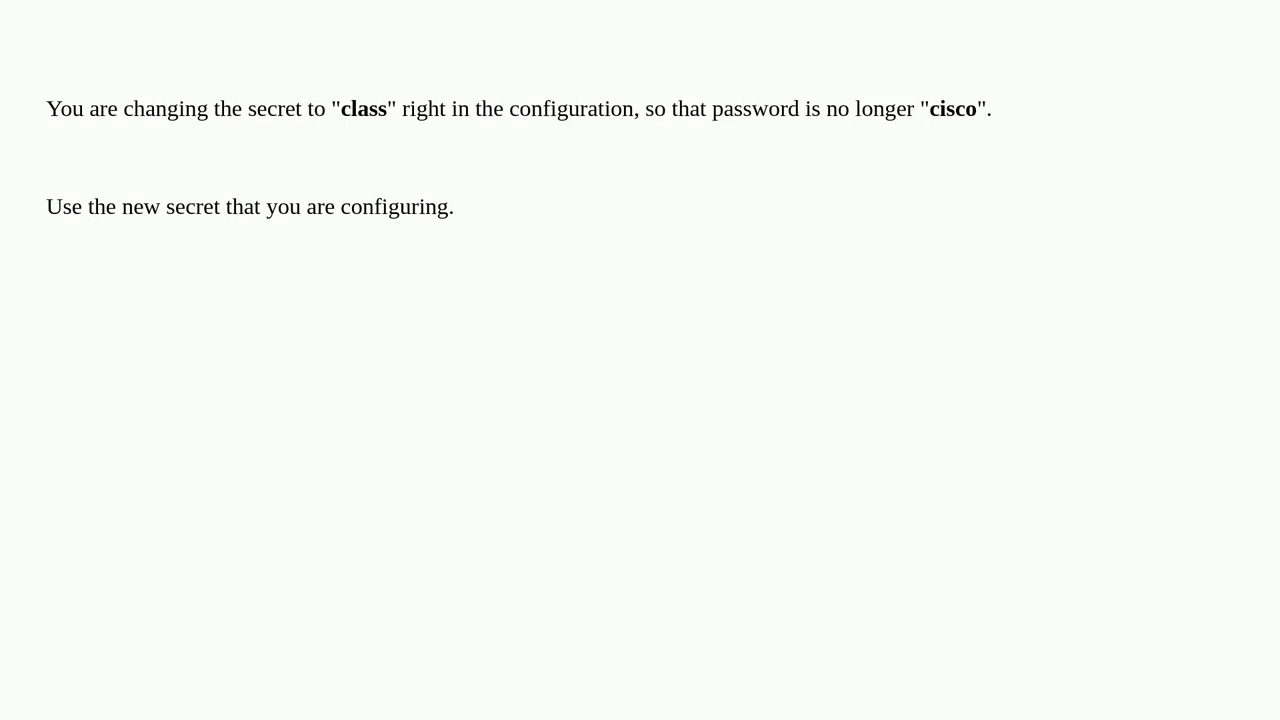 You are changing the secret to "class" right in the configuration, so that password is no longer "cisco".
Use the new secret that you are configuring.